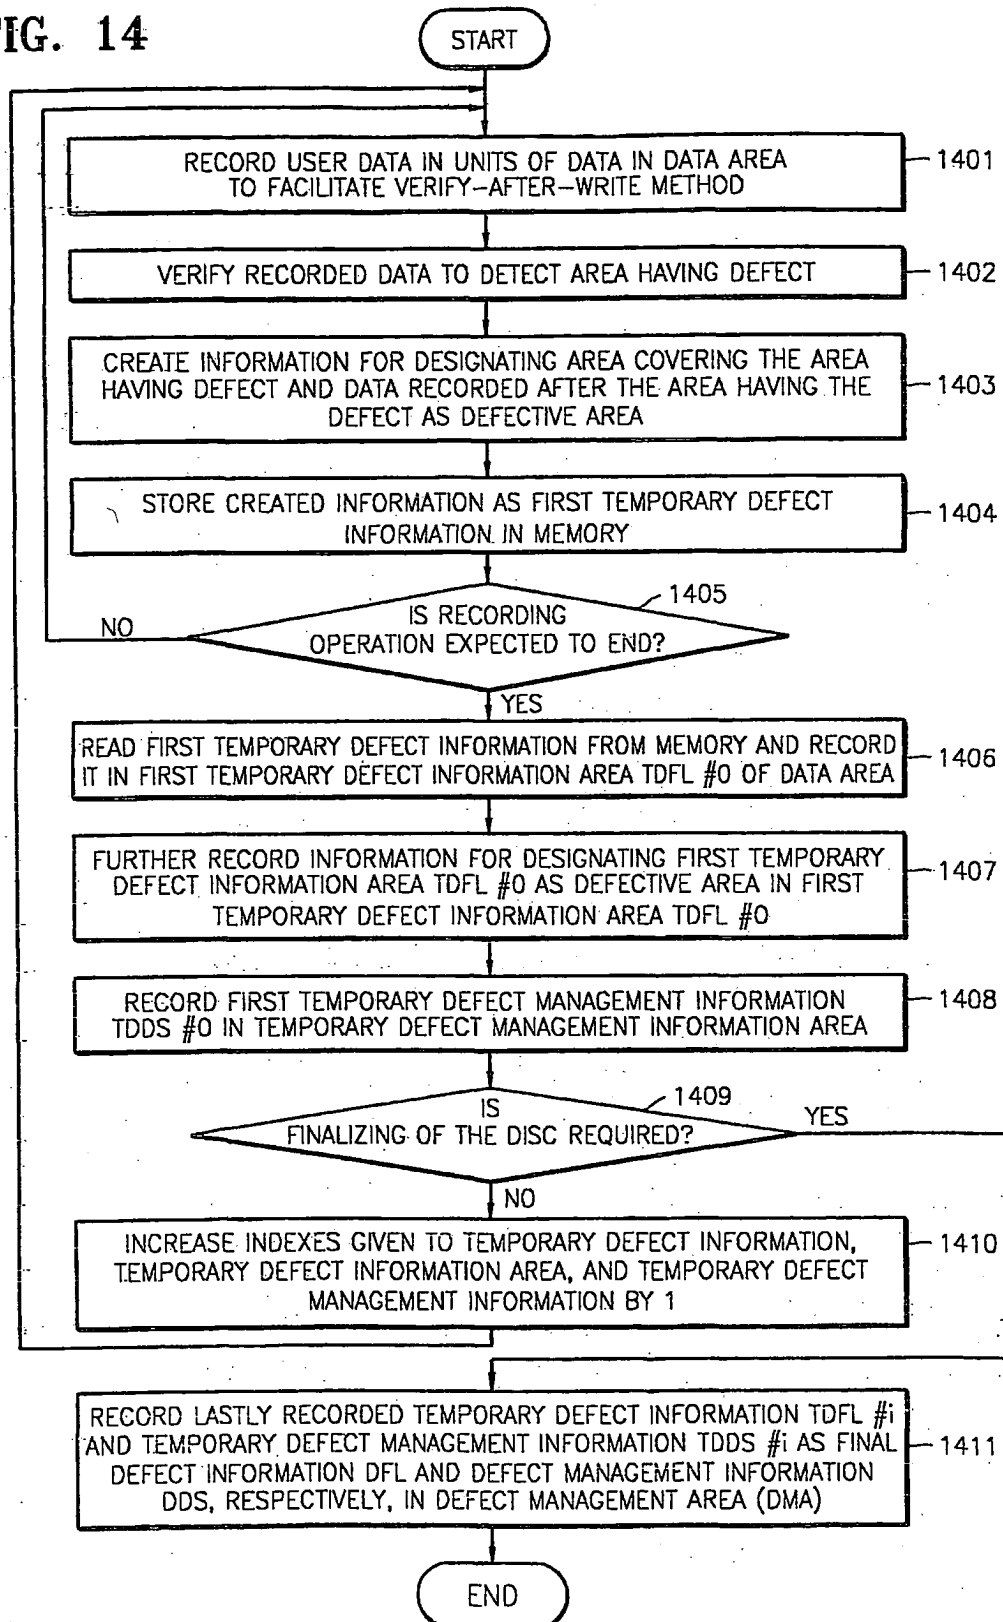 FIG. 14
START
RECORD USER DATA IN UNITS OF DATA IN DATA AREA
TO FACILITATE VERIFY-AFTER-WRITE METHOD
1401
VERIFY RECORDED DATA TO DETECT AREA HAVING DEFECT
1402
CREATE INFORMATION FOR DESIGNATING AREA COVERING THE AREA
HAVING DEFECT AND DATA RECORDED AFTER THE AREA HAVING THE
DEFECT AS DEFECTIVE AREA
1403
STORE CREATED INFORMATION AS FIRST TEMPORARY DEFECT
INFORMATION IN MEMORY
1404
1405
IS RECORDING
OPERATION EXPECTED TO END?
NO
YES
READ FIRST TEMPORARY DEFECT INFORMATION FROM MEMORY AND RECORD
IT IN FIRST TEMPORARY DEFECT INFORMATION AREA TDFL #0 OF DATA AREA
1406
FURTHER RECORD INFORMATION FOR DESIGNATING FIRST TEMPORARY
DEFECT INFORMATION AREA TDFL #0 AS DEFECTIVE AREA IN FIRST
TEMPORARY DEFECT INFORMATION AREA TDFL #0
1407
RECORD FIRST TEMPORARY DEFECT MANAGEMENT INFORMATION
TDDS #0 IN TEMPORARY DEFECT MANAGEMENT INFORMATION AREA
1408
1409
IS
FINALIZING OF THE DISC REQUIRED?
YES
NO
INCREASE INDEXES GIVEN TO TEMPORARY DEFECT INFORMATION,
TEMPORARY DEFECT INFORMATION AREA, AND TEMPORARY DEFECT
MANAGEMENT INFORMATION BY 1
1410
RECORD LASTLY RECORDED TEMPORARY DEFECT INFORMATION TDFL #i
AND TEMPORARY DEFECT MANAGEMENT INFORMATION TDDS #i AS FINAL
DEFECT INFORMATION DFL AND DEFECT MANAGEMENT INFORMATION
DDS, RESPECTIVELY, IN DEFECT MANAGEMENT AREA (DMA)
1411
END